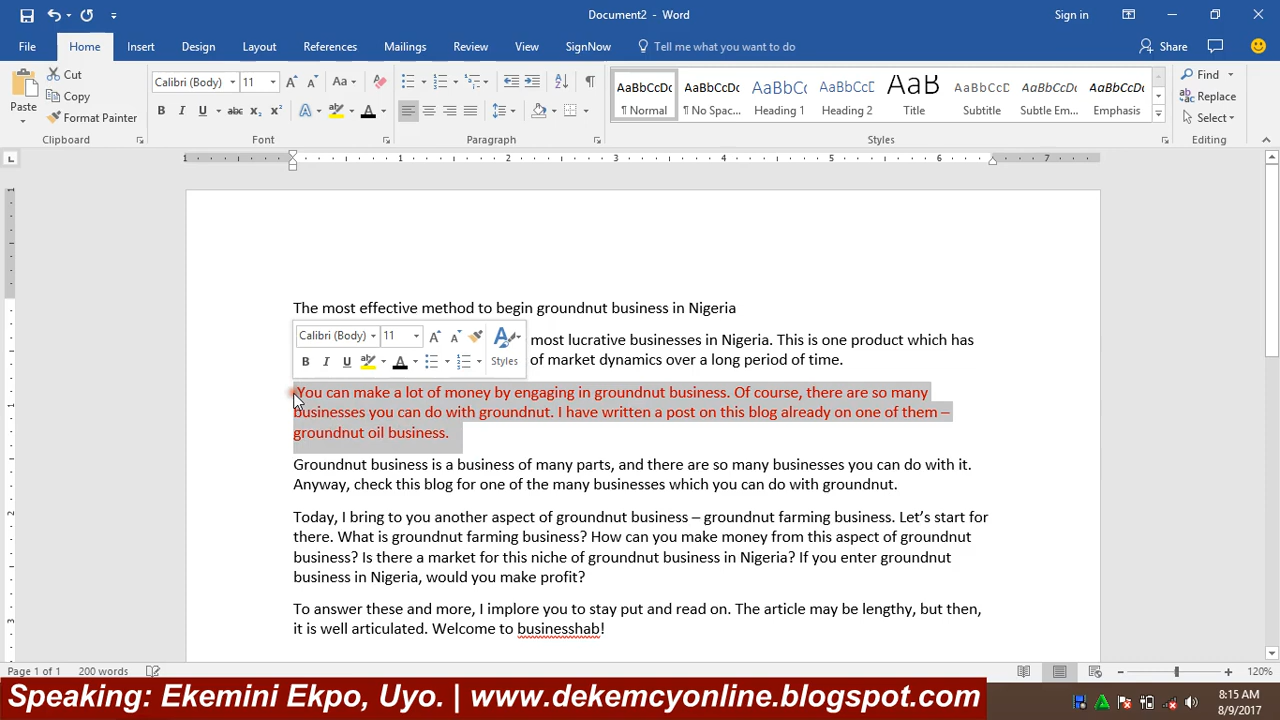 Document2 - Word
Sign in
File Home Insert Design Layout References Mailings Review View SignNow Tell me what you want to do Share
Paste
Cut
Copy
Format Painter
Calibri (Body) 11
AaBbCcDc AaBbCcDc AaBbCc AaBbCcD AaB AaBbCcD AaBbCcDc AaBbCcDc
¶ Normal ¶ No Spac... Heading 1 Heading 2 Title Subtitle Subtle Em... Emphasis
Find
Replace
Select
Clipboard Font Paragraph Styles Editing
1 1 2 3 4 5 6 7
The most effective method to begin groundnut business in Nigeria
Calibri (Body) 11
Styles
most lucrative businesses in Nigeria. This is one product which has
of market dynamics over a long period of time.
You can make a lot of money by engaging in groundnut business. Of course, there are so many
businesses you can do with groundnut. I have written a post on this blog already on one of them –
groundnut oil business.
Groundnut business is a business of many parts, and there are so many businesses you can do with it.
Anyway, check this blog for one of the many businesses which you can do with groundnut.
Today, I bring to you another aspect of groundnut business – groundnut farming business. Let’s start for
there. What is groundnut farming business? How can you make money from this aspect of groundnut
business? Is there a market for this niche of groundnut business in Nigeria? If you enter groundnut
business in Nigeria, would you make profit?
To answer these and more, I implore you to stay put and read on. The article may be lengthy, but then,
it is well articulated. Welcome to businesshab!
Page 1 of 1 200 words 120%
Speaking: Ekemini Ekpo, Uyo. | www.dekemcyonline.blogspot.com
8:15 AM
8/9/2017